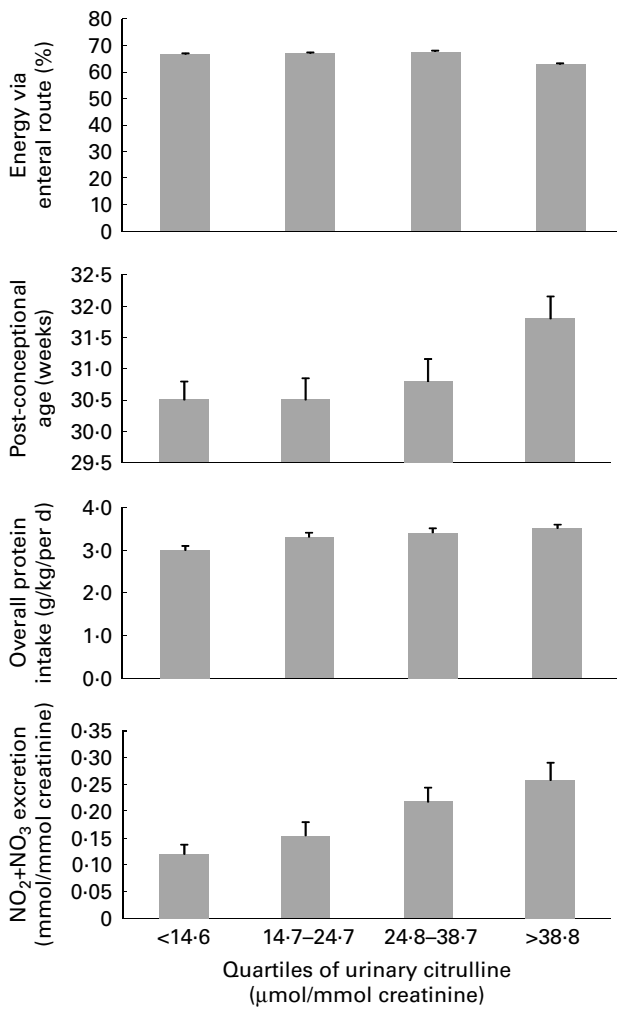 Energy via
enteral route (%)
80
70
60
50
40
30
20
10
0
Post-conceptional
age (weeks)
32·5
32·0
31·5
31·0
30·5
30·0
29·5
Overall protein
intake (g/kg/per d)
4·0
3·0
2·0
1·0
0·0
NO2+NO3 excretion
(mmol/mmol creatinine)
0·35
0·30
0·25
0·20
0·15
0·10
0·05
0
<14·6 14·7–24·7 24·8–38·7 >38·8
Quartiles of urinary citrulline
(μmol/mmol creatinine)